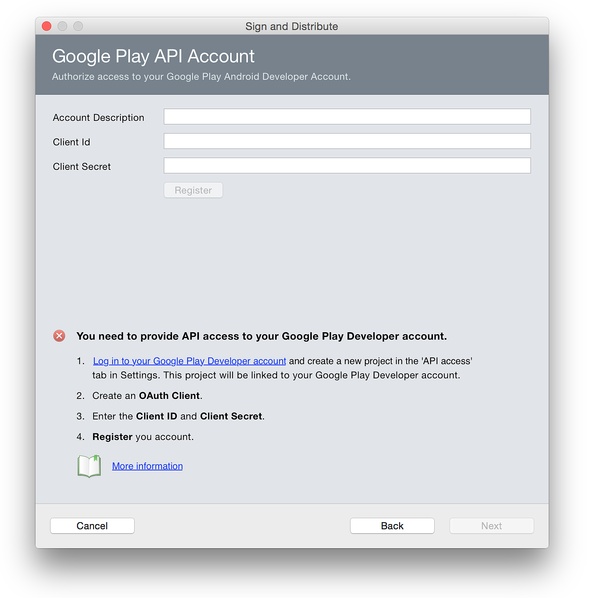 Sign and Distribute
Google Play API Account
Authorize access to your Google Play Android Developer Account.
Account Description
Client Id
Client Secret
Register
You need to provide API access to your Google Play Developer account.
1. Log in to your Google Play Developer account and create a new project in the 'API access'
tab in Settings. This project will be linked to your Google Play Developer account.
2. Create an OAuth Client.
3. Enter the Client ID and Client Secret.
4. Register you account.
More information
Cancel
Back
Next